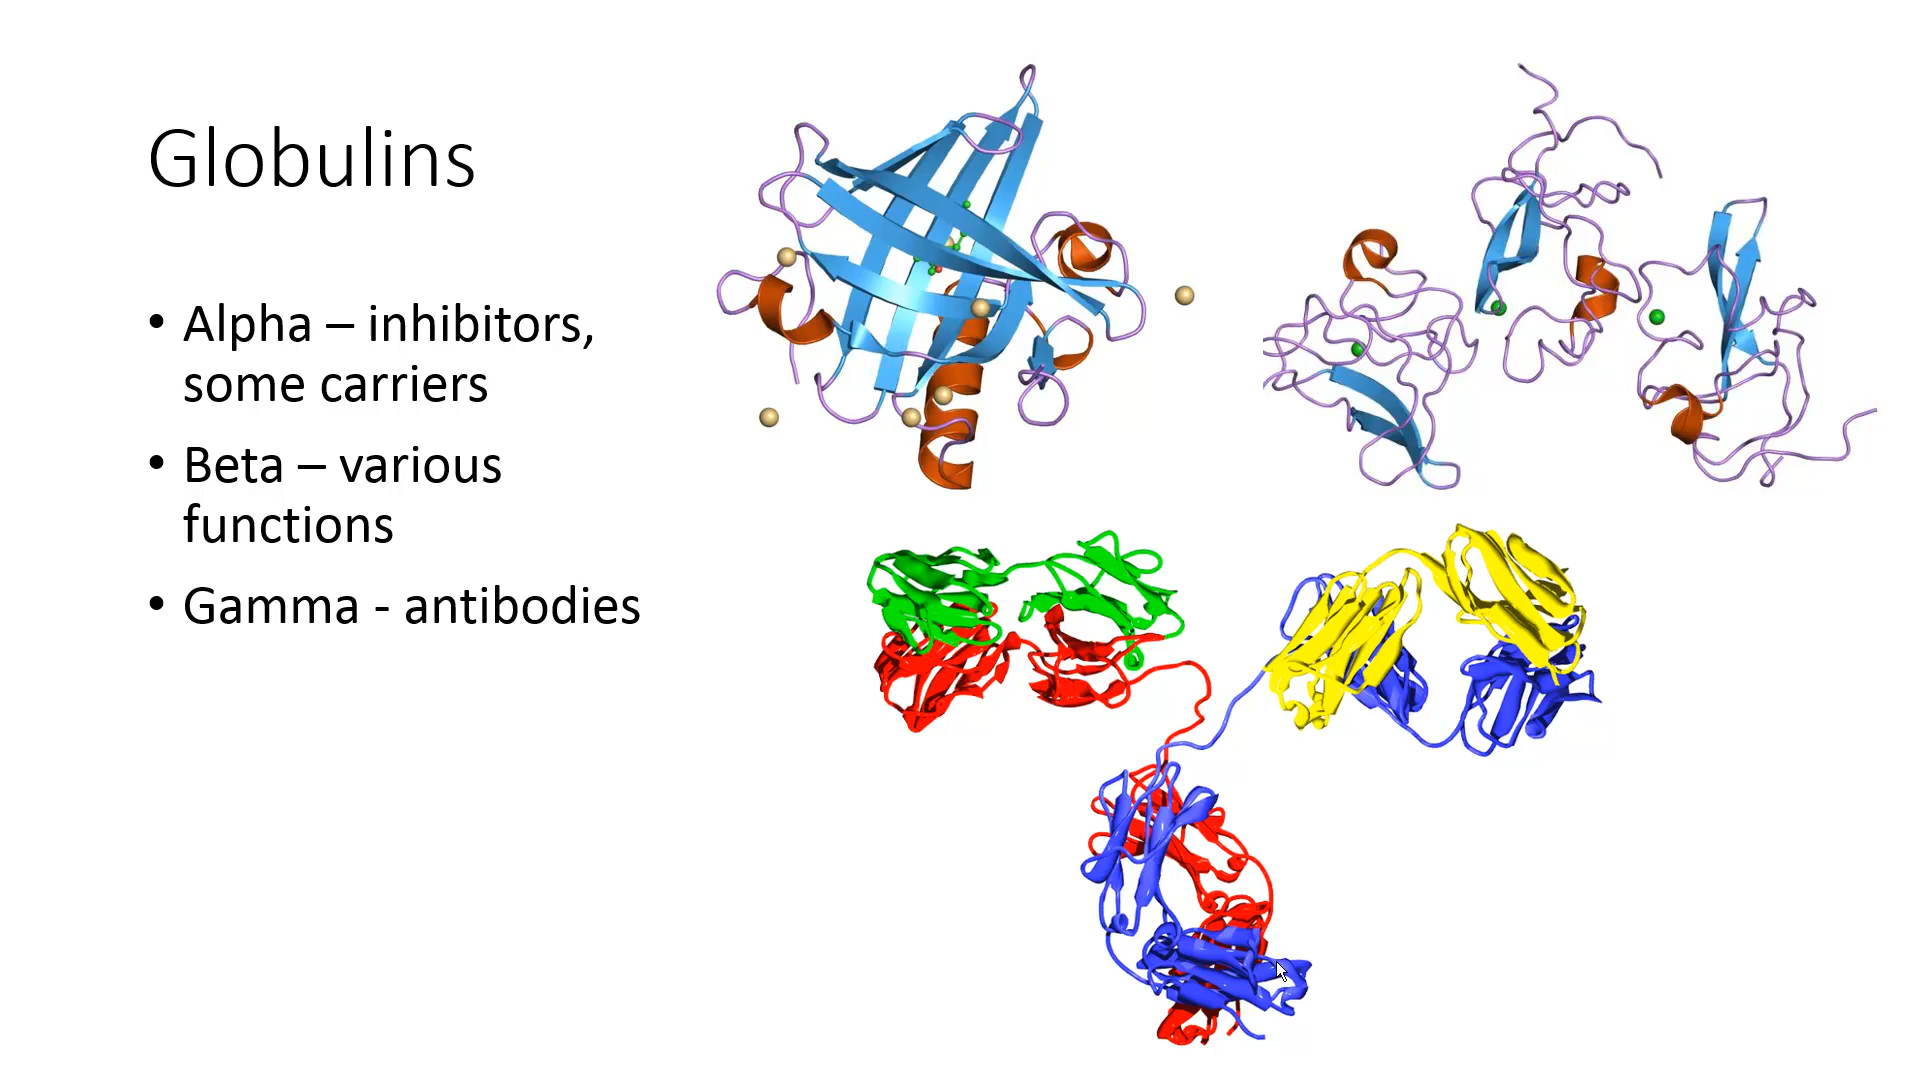 Globulins
• Alpha – inhibitors,
some carriers
• Beta – various
functions
• Gamma - antibodies